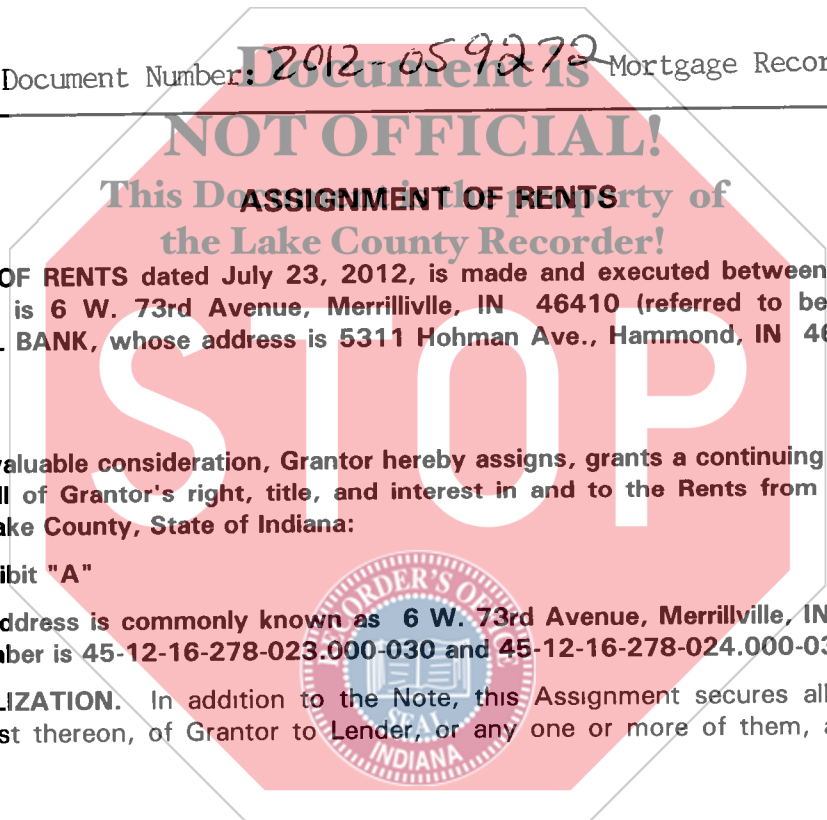 Document Number: 2012-059272 Mortgage Recor
Document is
NOT OFFICIAL!
This Document is the property of
the Lake County Recorder!
ASSIGNMENT OF RENTS
OF RENTS dated July 23, 2012, is made and executed between
is 6 W. 73rd Avenue, Merrillivlle, IN 46410 (referred to be
L BANK, whose address is 5311 Hohman Ave., Hammond, IN 46
STOP
valuable consideration, Grantor hereby assigns, grants a continuing
ll of Grantor's right, title, and interest in and to the Rents from
ake County, State of Indiana:
ibit "A"
ddress is commonly known as 6 W. 73rd Avenue, Merrillville, IN
mber is 45-12-16-278-023.000-030 and 45-12-16-278-024.000-03
LIZATION. In addition to the Note, this Assignment secures all
st thereon, of Grantor to Lender, or any one or more of them, a
RECORDER'S OFFICE
SEAL
INDIANA